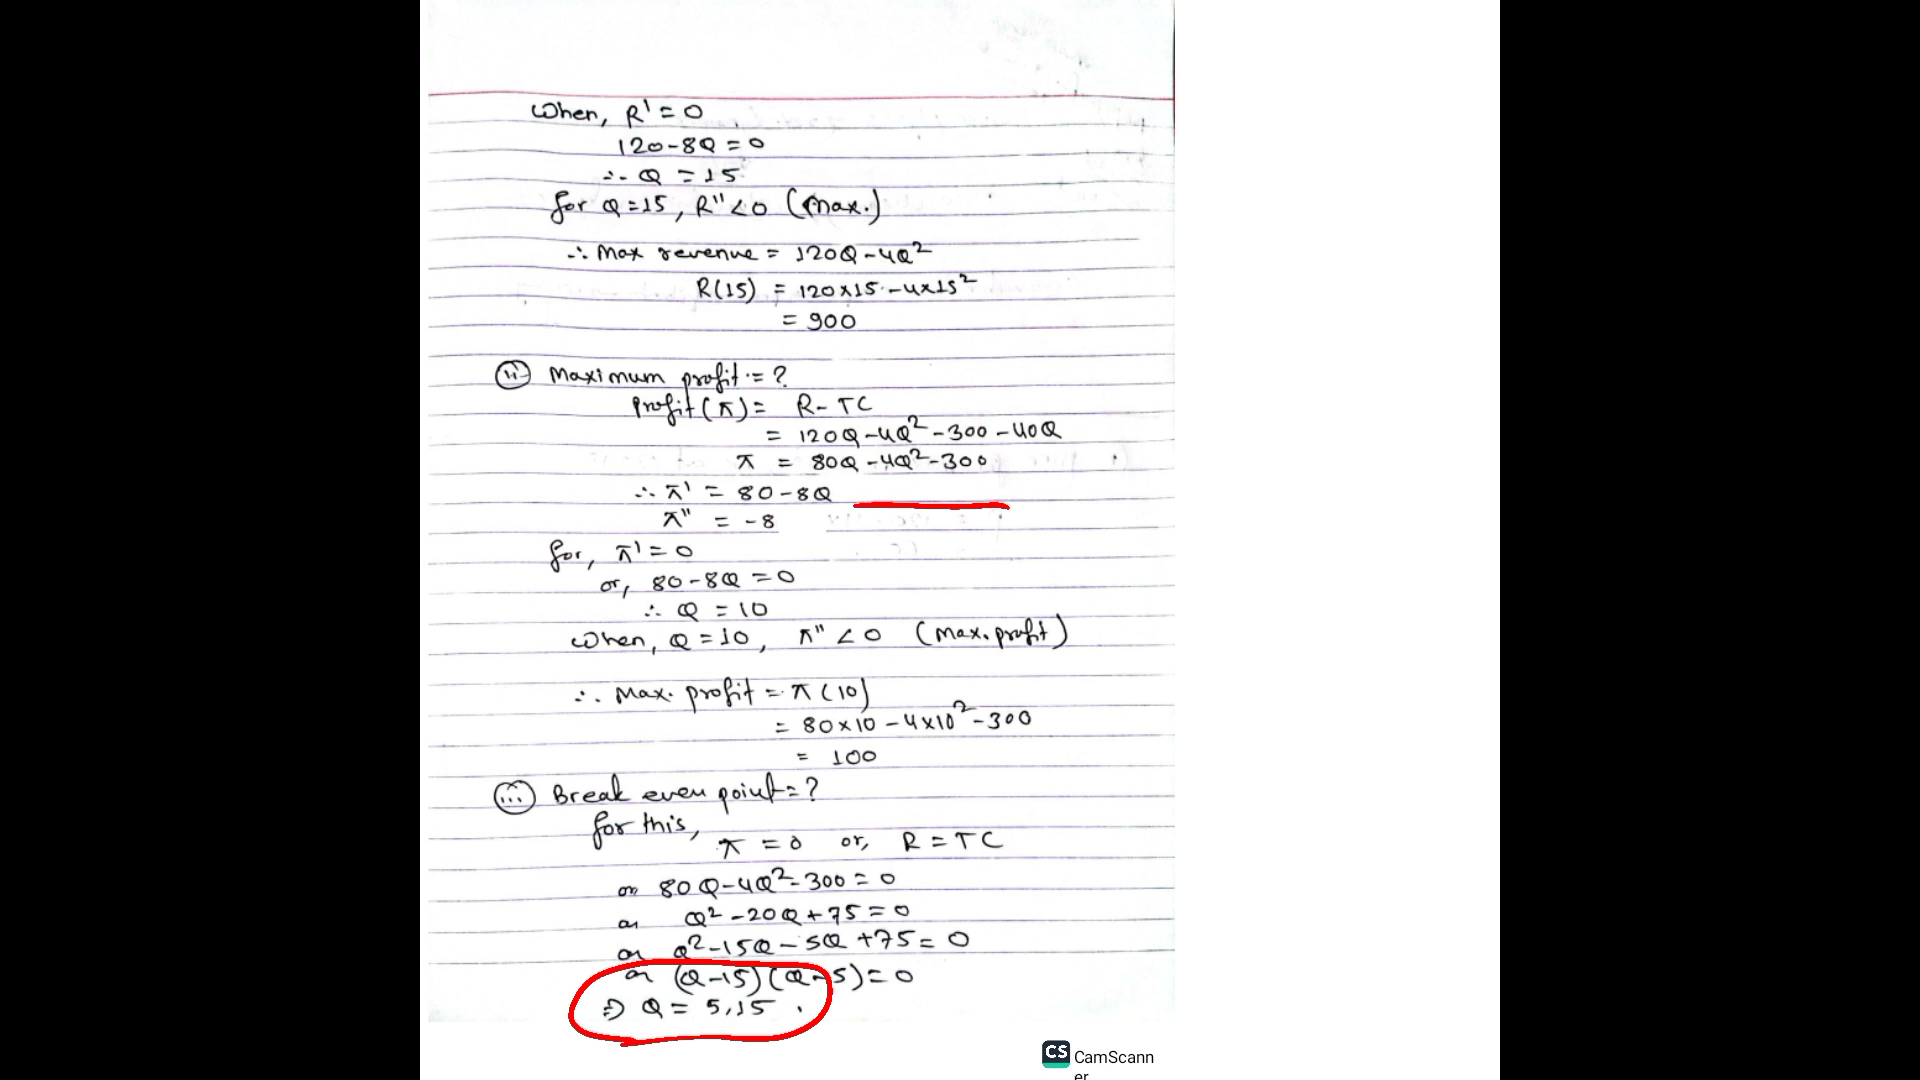 When, R' = 0
120-8Q = 0
∴ Q = 15
for Q=15, R'' < 0 (max.)
∴ Max revenue = 120Q - 4Q²
R(15) = 120×15 - 4×15²
= 900
(ii) Maximum profit = ?
Profit (π) = R - TC
= 120Q - 4Q² - 300 - 40Q
π = 80Q - 4Q² - 300
∴ π' = 80 - 8Q
π'' = -8
for, π' = 0
or, 80 - 8Q = 0
∴ Q = 10
When, Q = 10, π'' < 0 (max. profit)
∴ Max. profit = π(10)
= 80×10 - 4×10² - 300
= 100
(iii) Break even point = ?
for this,
π = 0 or, R = TC
or 80Q - 4Q² - 300 = 0
or Q² - 20Q + 75 = 0
or Q² - 15Q - 5Q + 75 = 0
or (Q-15)(Q-5) = 0
⇒ Q = 5,15.
CS CamScann
er